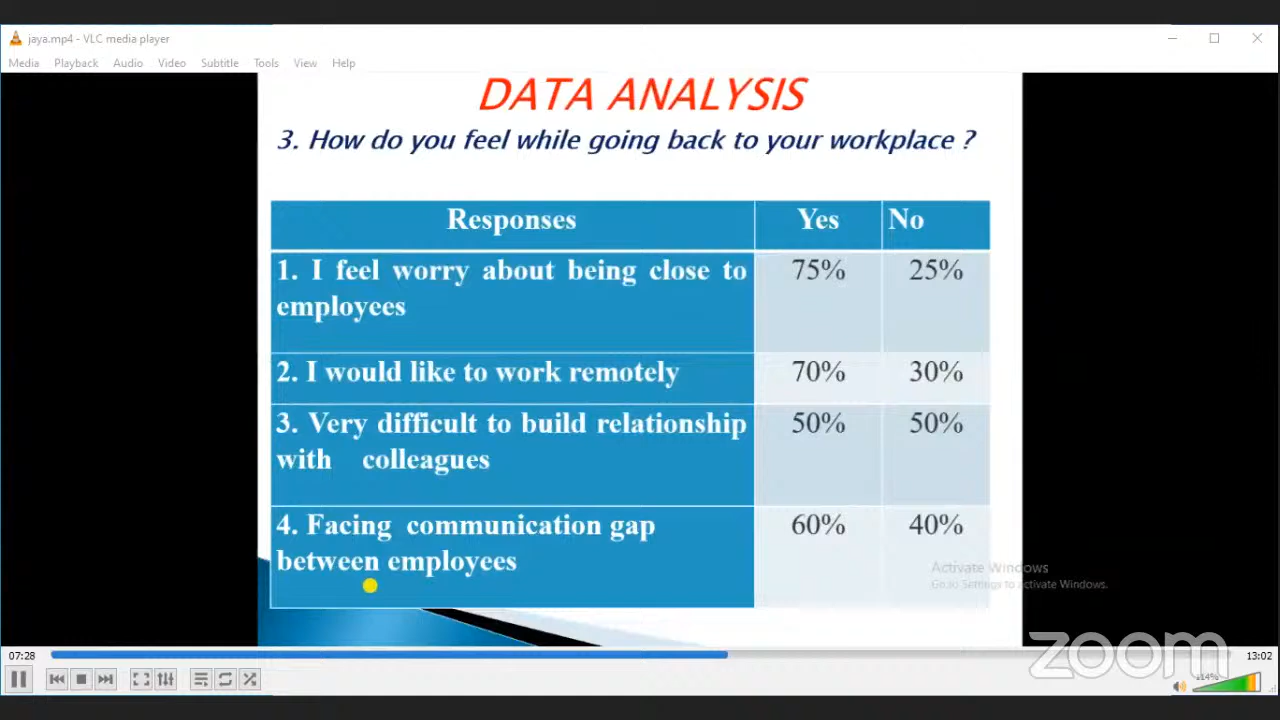 jaya.mp4 - VLC media player
Media Playback Audio Video Subtitle Tools View Help
DATA ANALYSIS
3. How do you feel while going back to your workplace ?
Responses Yes No
1. I feel worry about being close to 75% 25%
employees
2. I would like to work remotely 70% 30%
3. Very difficult to build relationship 50% 50%
with colleagues
4. Facing communication gap 60% 40%
between employees
Activate Windows
Go to Settings to activate Windows.
zoom
07:28 13:02
114%